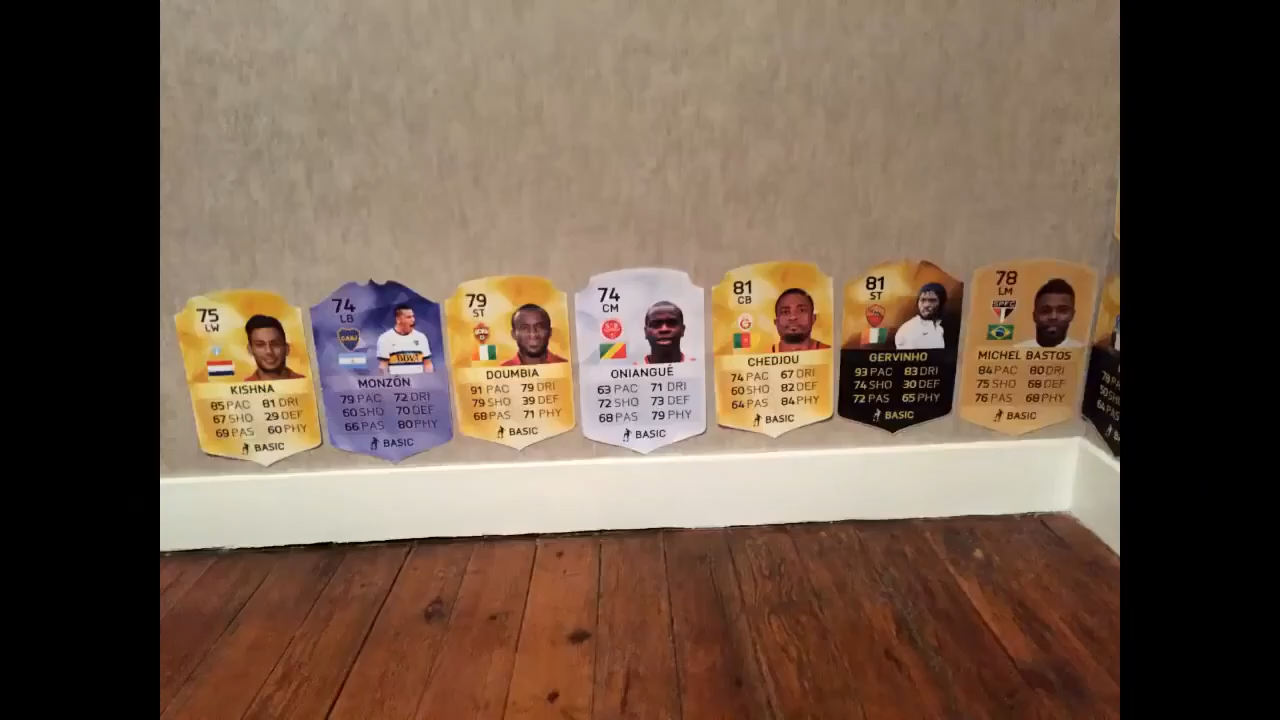 75
LW
KISHNA
85 PAC 81 DRI
67 SHO 29 DEF
69 PAS 60 PHY
BASIC
74
LB
CABJ
BBVA
MONZÓN
79 PAC 72 DRI
60 SHO 70 DEF
66 PAS 80 PHY
BASIC
79
ST
DOUMBIA
91 PAC 79 DRI
79 SHO 39 DEF
68 PAS 71 PHY
BASIC
74
CM
ONIANGUÉ
63 PAC 71 DRI
72 SHO 73 DEF
68 PAS 79 PHY
BASIC
81
CB
CHEDJOU
74 PAC 67 DRI
60 SHO 82 DEF
64 PAS 84 PHY
BASIC
81
ST
GERVINHO
93 PAC 83 DRI
74 SHO 30 DEF
72 PAS 65 PHY
BASIC
78
LM
SPFC
MICHEL BASTOS
84 PAC 80 DRI
75 SHO 68 DEF
76 PAS 68 PHY
BASIC